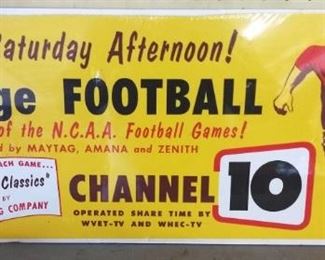 Saturday Afternoon!
ge FOOTBALL
of the N.C.A.A. Football Games!
d by MAYTAG, AMANA and ZENITH
ACH GAME...
Classics"
BY
G COMPANY
CHANNEL 10
OPERATED SHARE TIME BY
WVET-TV AND WHEC-TV